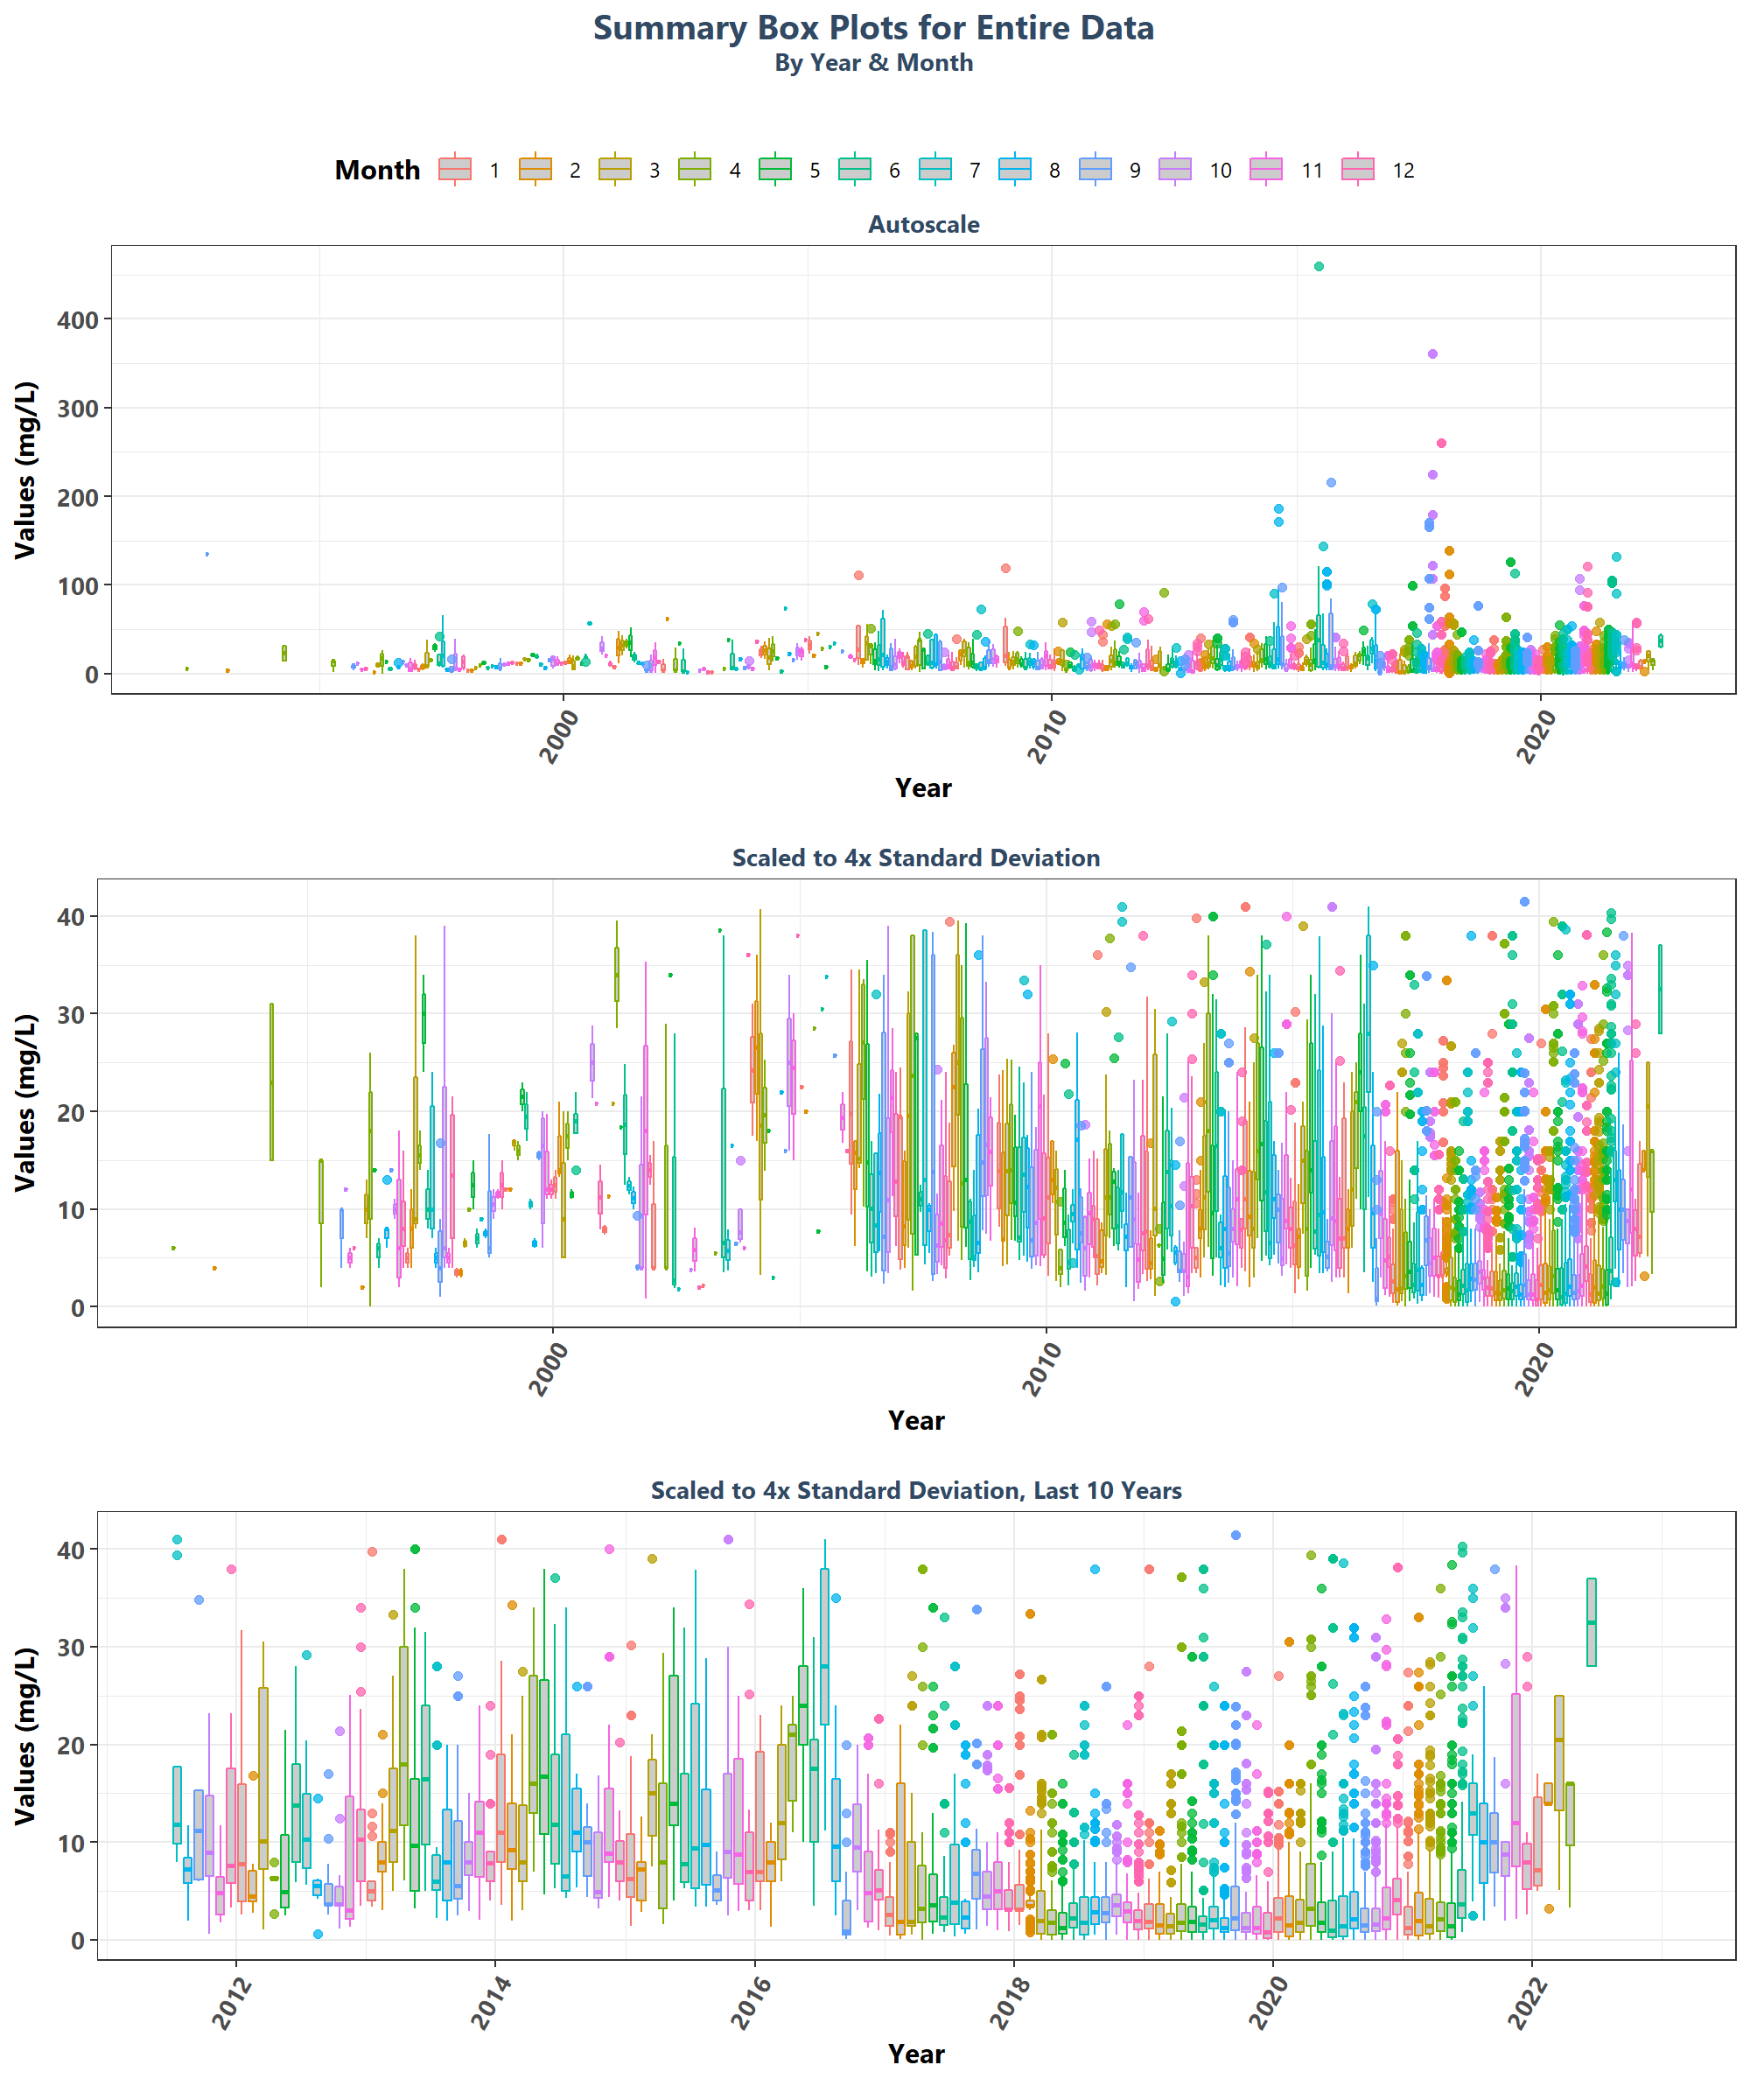 Summary Box Plots for Entire Data
By Year & Month
Month 1 2 3 4 5 6 7 8 9 10 11 12
Autoscale
Values (mg/L)
400
300
200
100
0
2000 2010 2020
Year
Scaled to 4x Standard Deviation
Values (mg/L)
40
30
20
10
0
2000 2010 2020
Year
Scaled to 4x Standard Deviation, Last 10 Years
Values (mg/L)
40
30
20
10
0
2012 2014 2016 2018 2020 2022
Year